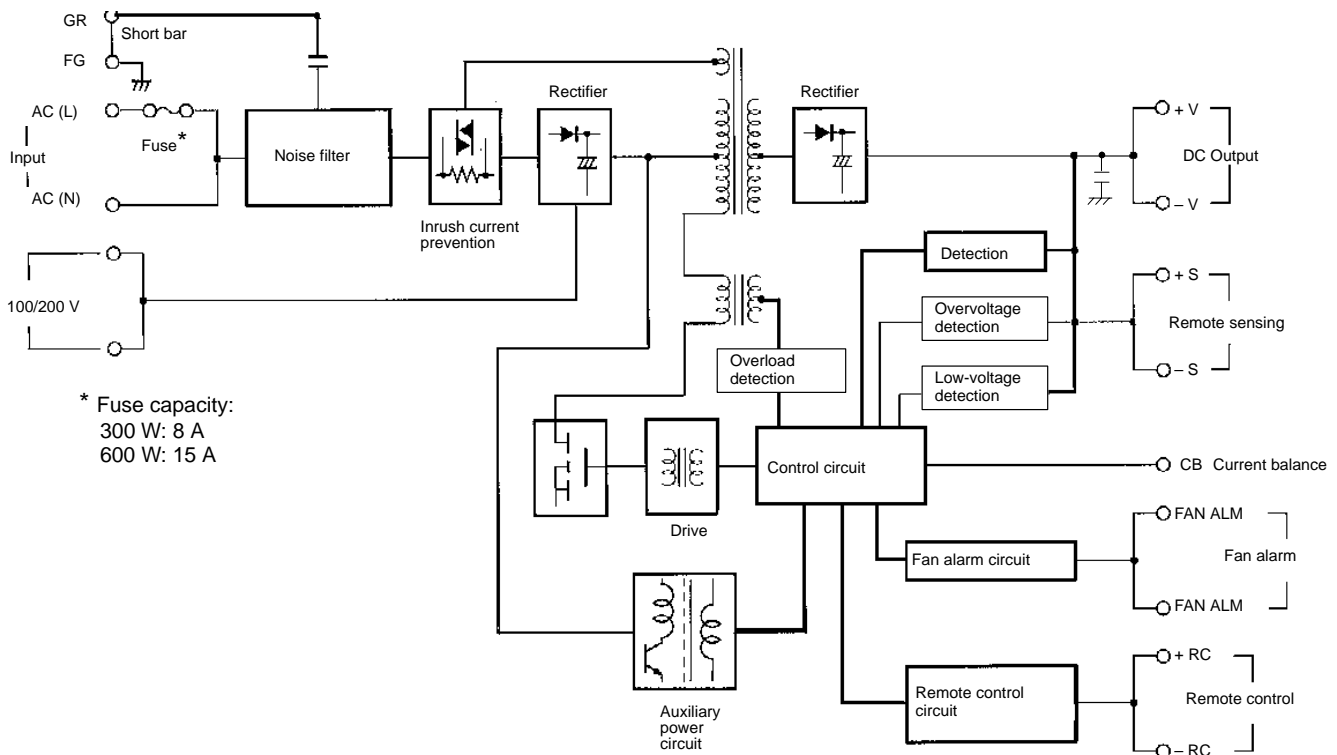 GR
Short bar
FG
AC (L)
Fuse*
Input
AC (N)
Noise filter
Inrush current
prevention
Rectifier
Rectifier
+ V
DC Output
– V
100/200 V
Detection
Overvoltage
detection
Low-voltage
detection
+ S
Remote sensing
– S
Overload
detection
* Fuse capacity:
300 W: 8 A
600 W: 15 A
Drive
Control circuit
CB Current balance
FAN ALM
Fan alarm circuit
Fan alarm
FAN ALM
Auxiliary
power
circuit
Remote control
circuit
+ RC
Remote control
– RC